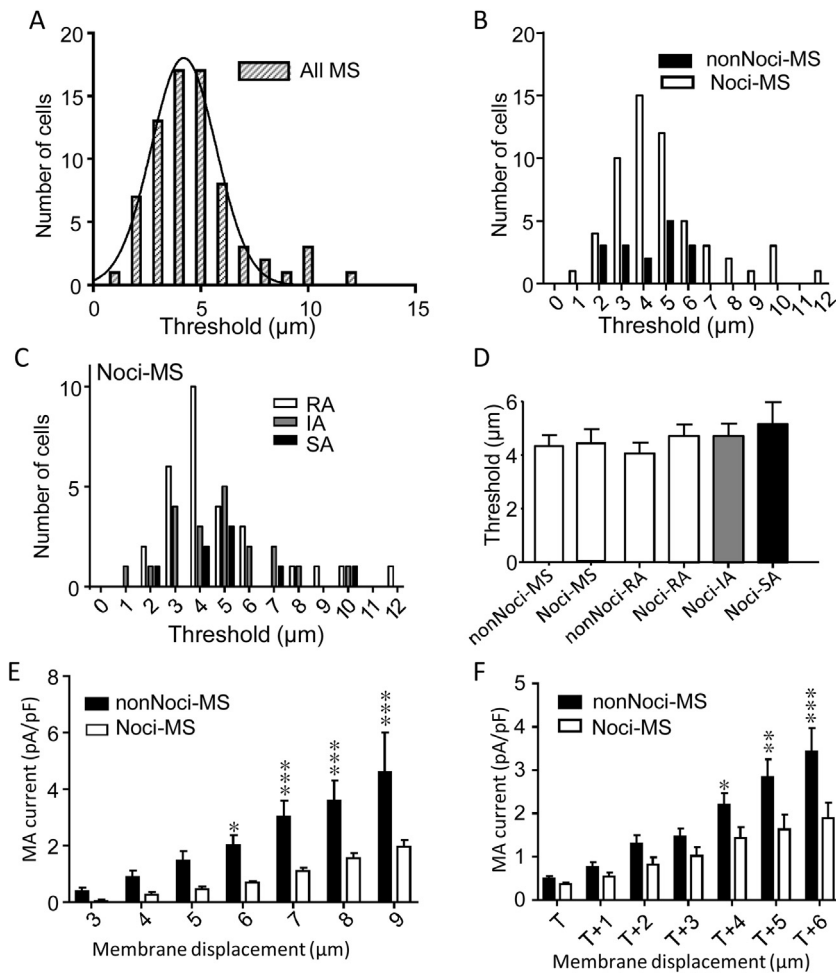 A
20
15
10
5
0
Number of cells
All MS
0 5 10 15
Threshold (µm)
B
20
15
10
5
0
Number of cells
nonNoci-MS
Noci-MS
0 1 2 3 4 5 6 7 8 9 10 12
Threshold (µm)
C
Noci-MS
10
5
0
Number of cells
RA
IA
SA
0 1 2 3 4 5 6 7 8 9 10 12
Threshold (µm)
D
6
4
2
0
Threshold (µm)
nonNoci-MS
Noci-MS
nonNoci-RA
Noci-RA
Noci-IA
Noci-SA
E
8
6
4
2
0
MA current (pA/pF)
nonNoci-MS
Noci-MS
* *** *** ***
3 4 5 6 7 8 9
Membrane displacement (µm)
F
5
4
3
2
1
0
MA current (pA/pF)
nonNoci-MS
Noci-MS
* ** ***
T T+1 T+2 T+3 T+4 T+5 T+6
Membrane displacement (µm)